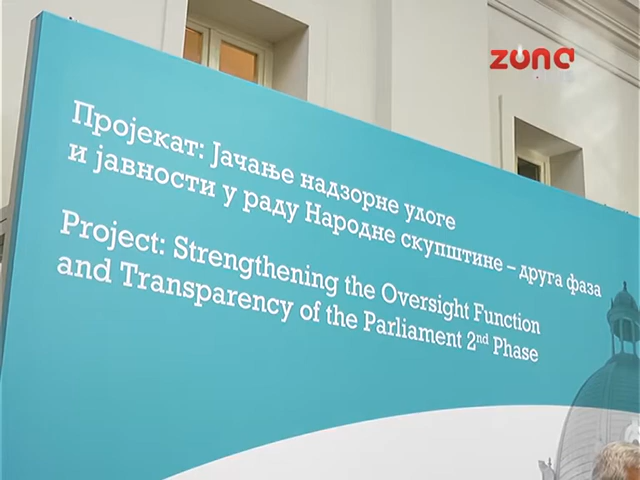 zona
Пројекат: Јачање надзорне улоге
и јавности у раду Народне скупштине – друга фаза
Project: Strengthening the Oversight Function
and Transparency of the Parliament 2nd Phase